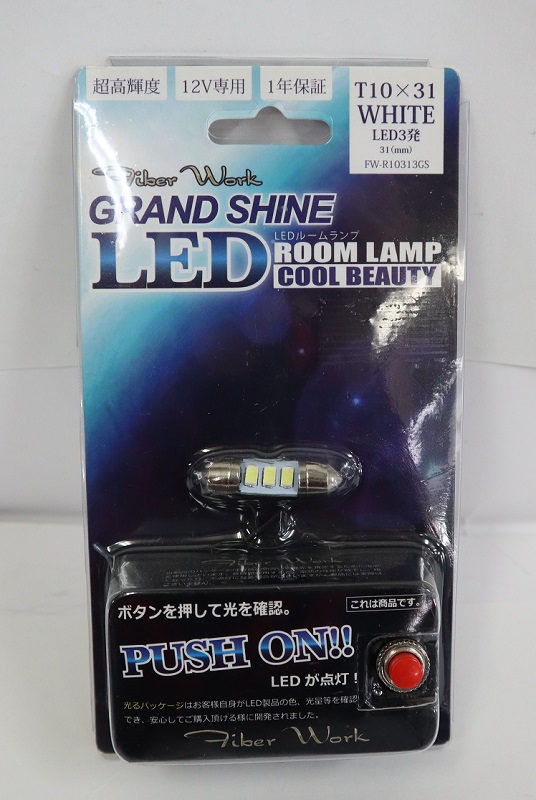 超高輝度
12V専用
1年保証
T10×31
WHITE
LED3発
31(mm)
FW-R10313GS
Fiber Work
GRAND SHINE
LED
LEDルームランプ
ROOM LAMP
COOL BEAUTY
ボタンを押して光を確認。
これは商品です。
PUSH ON!!
LEDが点灯!
光るパッケージはお客様自身がLED製品の色、光量等を確認
でき、安心してご購入頂ける様に開発されました。
Fiber Work